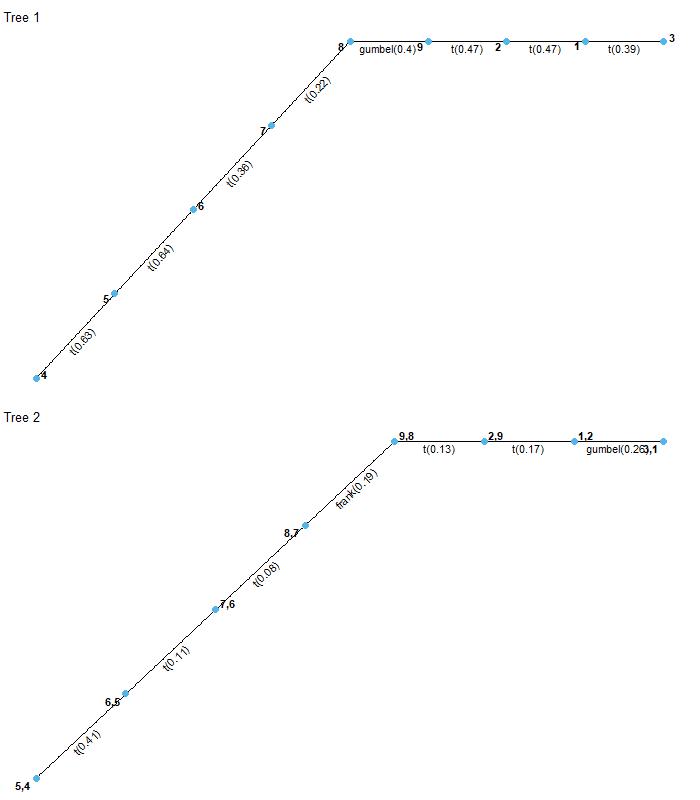 Tree 1
8
gumbel(0.4)
9
t(0.47)
2
t(0.47)
1
t(0.39)
3
t(0.22)
7
t(0.36)
6
t(0.64)
5
t(0.63)
4
Tree 2
9,8
t(0.13)
2,9
t(0.17)
1,2
gumbel(0.26)
3,1
frank(0.19)
8,7
t(0.08)
7,6
t(0.11)
6,5
t(0.41)
5,4